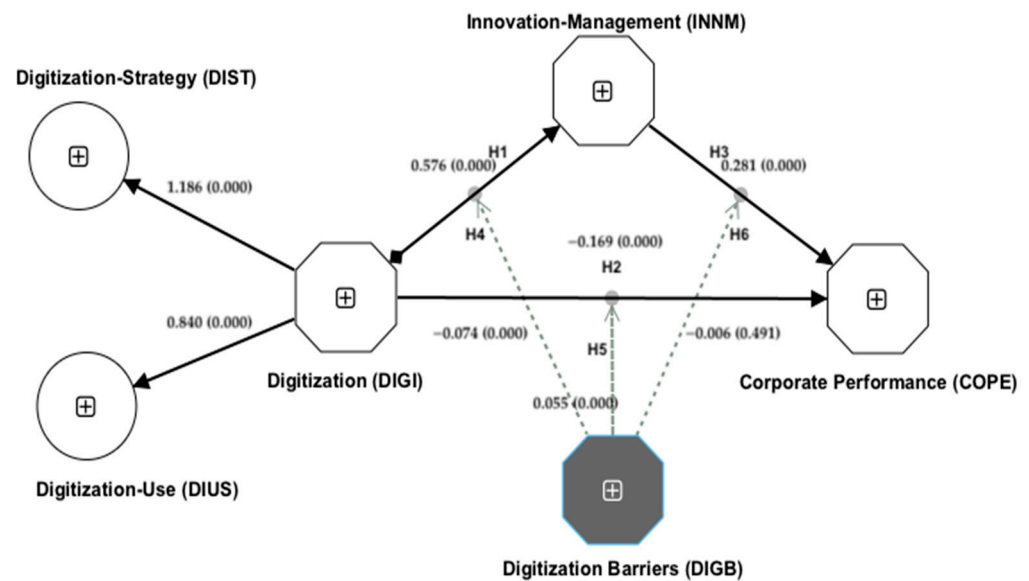 Innovation-Management (INNM)
Digitization-Strategy (DIST)
H1
0.576 (0.000)
H3
0.281 (0.000)
1.186 (0.000)
H4
−0.169 (0.000)
H6
H2
0.840 (0.000)
−0.074 (0.000)
H5
−0.006 (0.491)
Digitization (DIGI)
Corporate Performance (COPE)
0.055 (0.000)
Digitization-Use (DIUS)
Digitization Barriers (DIGB)